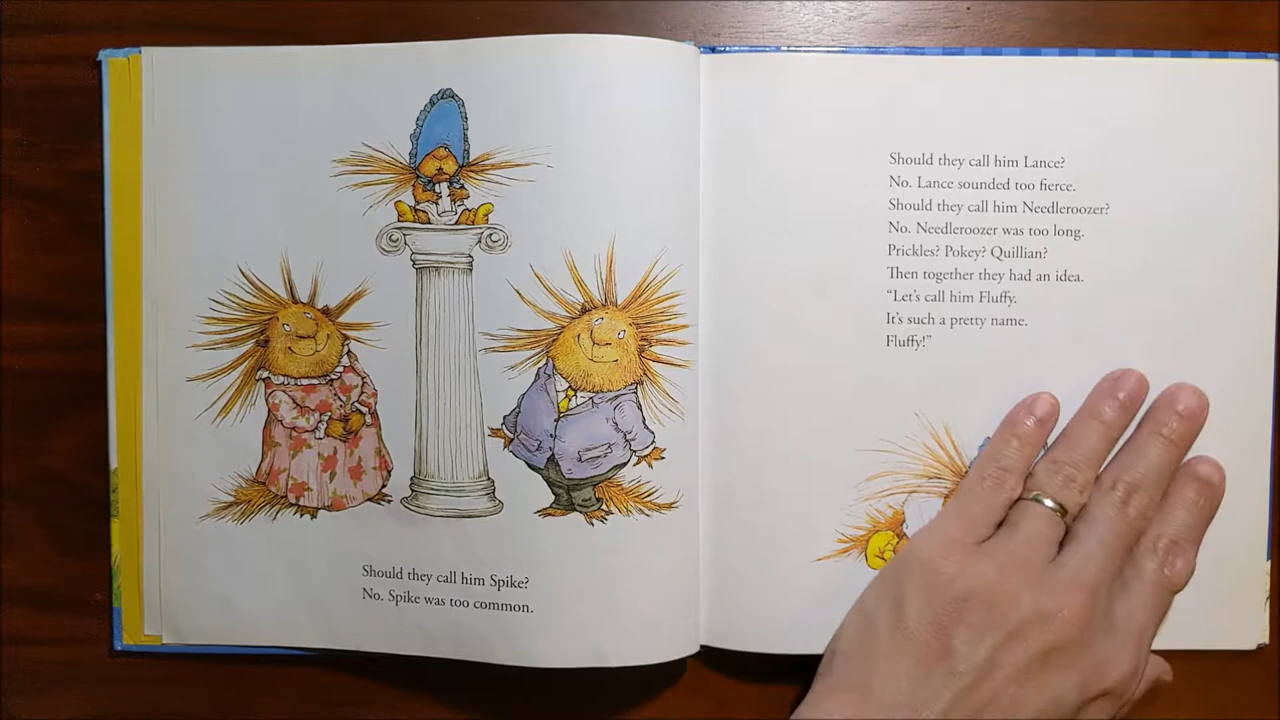 Should they call him Spike?
No. Spike was too common.
Should they call him Lance?
No. Lance sounded too fierce.
Should they call him Needleroozer?
No. Needleroozer was too long.
Prickles? Pokey? Quillian?
Then together they had an idea.
“Let’s call him Fluffy.
It’s such a pretty name.
Fluffy!”